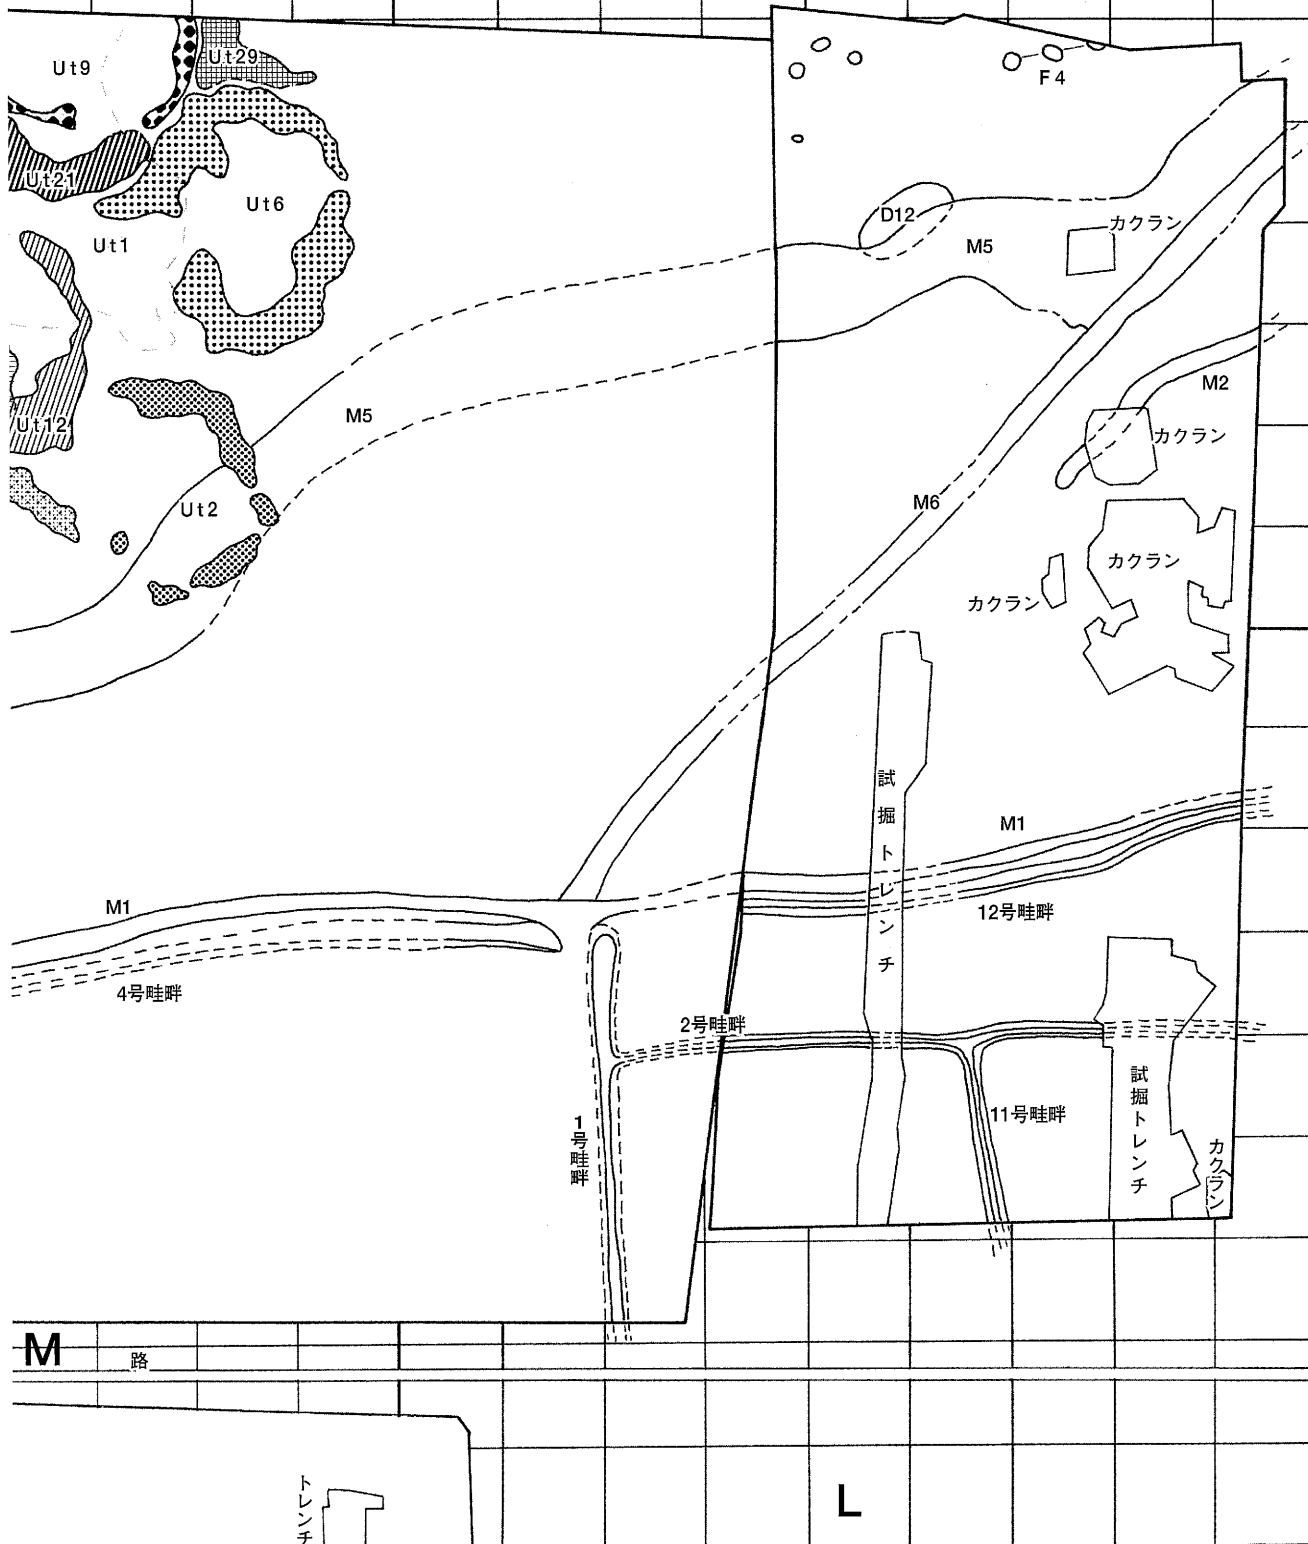 Ut9
Ut29
F4
Ut21
Ut6
D12
カクラン
Ut1
M5
M2
M5
Ut12
カクラン
M6
Ut2
カクラン
カクラン
試掘トレンチ
M1
M1
12号畦畔
4号畦畔
2号畦畔
試掘トレンチ
11号畦畔
1号畦畔
カクラン
M
路
トレンチ
L